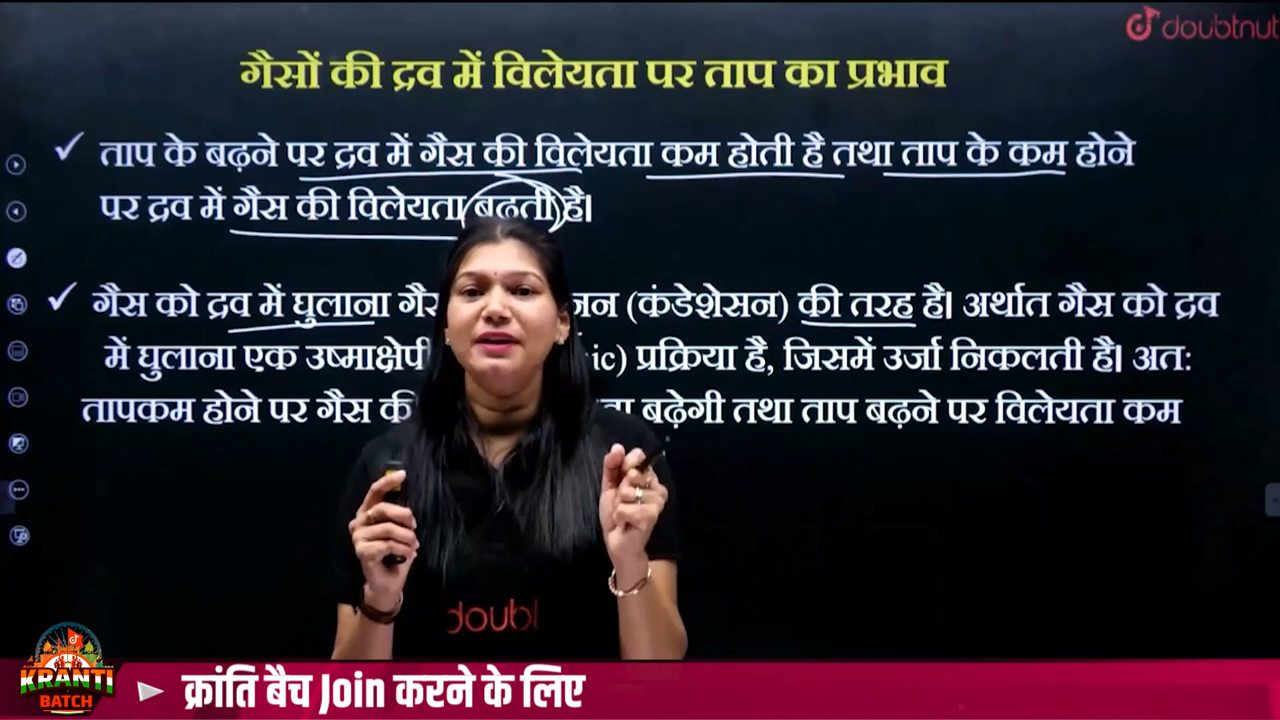 doubtnut
गैसों की द्रव में विलेयता पर ताप का प्रभाव
✓ ताप के बढ़ने पर द्रव में गैस की विलेयता कम होती है तथा ताप के कम होने
पर द्रव में गैस की विलेयता बढ़ती है।
✓ गैस को द्रव में घुलाना गैस (कंडेशेसन) की तरह है। अर्थात गैस को द्रव
में घुलाना एक उष्माक्षेपी प्रक्रिया है, जिसमें उर्जा निकलती है। अत:
तापकम होने पर गैस की बढ़ेगी तथा ताप बढ़ने पर विलेयता कम
doubt
KRANTI
BATCH
क्रांति बैच Join करने के लिए